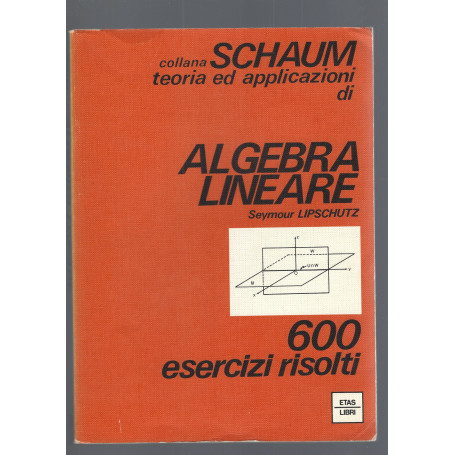 collana SCHAUM
teoria ed applicazioni
di
ALGEBRA
LINEARE
Seymour LIPSCHUTZ
z
W
U∩W
O
Y
X
600
esercizi risolti
ETAS
LIBRI